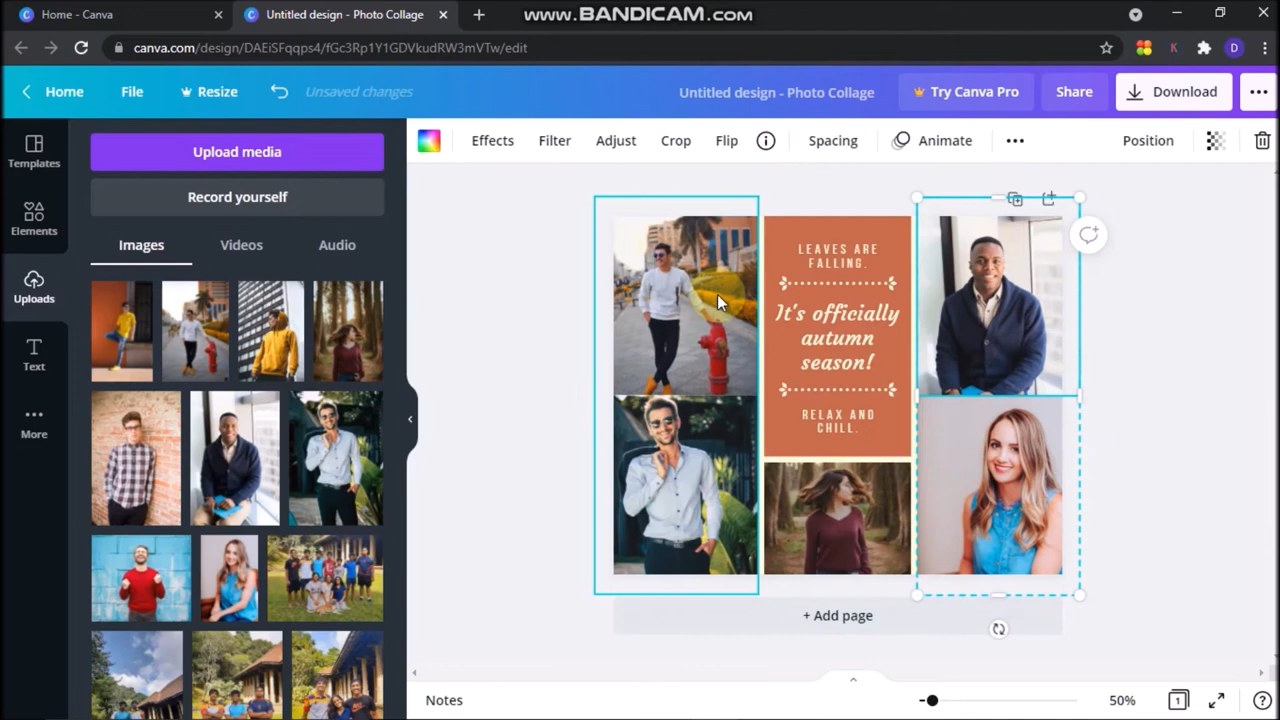 Home - Canva
Untitled design - Photo Collage
www.BANDICAM.com
D
canva.com/design/DAEiSFqqps4/fGc3Rp1Y1GDVkudRW3mVTw/edit
K
Home
File
Resize
Unsaved changes
Untitled design - Photo Collage
Try Canva Pro
Share
Download
Templates
Elements
Uploads
Text
More
Upload media
Record yourself
Images
Videos
Audio
Effects
Filter
Adjust
Crop
Flip
Spacing
Animate
Position
LEAVES ARE
FALLING.
It's officially
autumn
season!
RELAX AND
CHILL.
+ Add page
Notes
50%
1